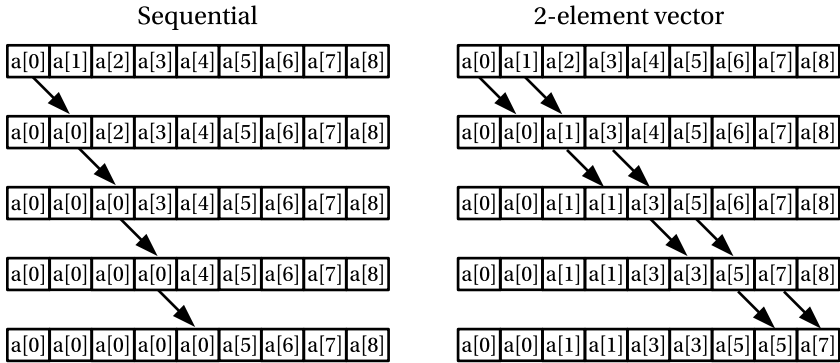 Sequential
a[0] a[1] a[2] a[3] a[4] a[5] a[6] a[7] a[8]
a[0] a[0] a[2] a[3] a[4] a[5] a[6] a[7] a[8]
a[0] a[0] a[0] a[3] a[4] a[5] a[6] a[7] a[8]
a[0] a[0] a[0] a[0] a[4] a[5] a[6] a[7] a[8]
a[0] a[0] a[0] a[0] a[0] a[5] a[6] a[7] a[8]
2-element vector
a[0] a[1] a[2] a[3] a[4] a[5] a[6] a[7] a[8]
a[0] a[0] a[1] a[3] a[4] a[5] a[6] a[7] a[8]
a[0] a[0] a[1] a[1] a[3] a[5] a[6] a[7] a[8]
a[0] a[0] a[1] a[1] a[3] a[3] a[5] a[7] a[8]
a[0] a[0] a[1] a[1] a[3] a[3] a[5] a[5] a[7]